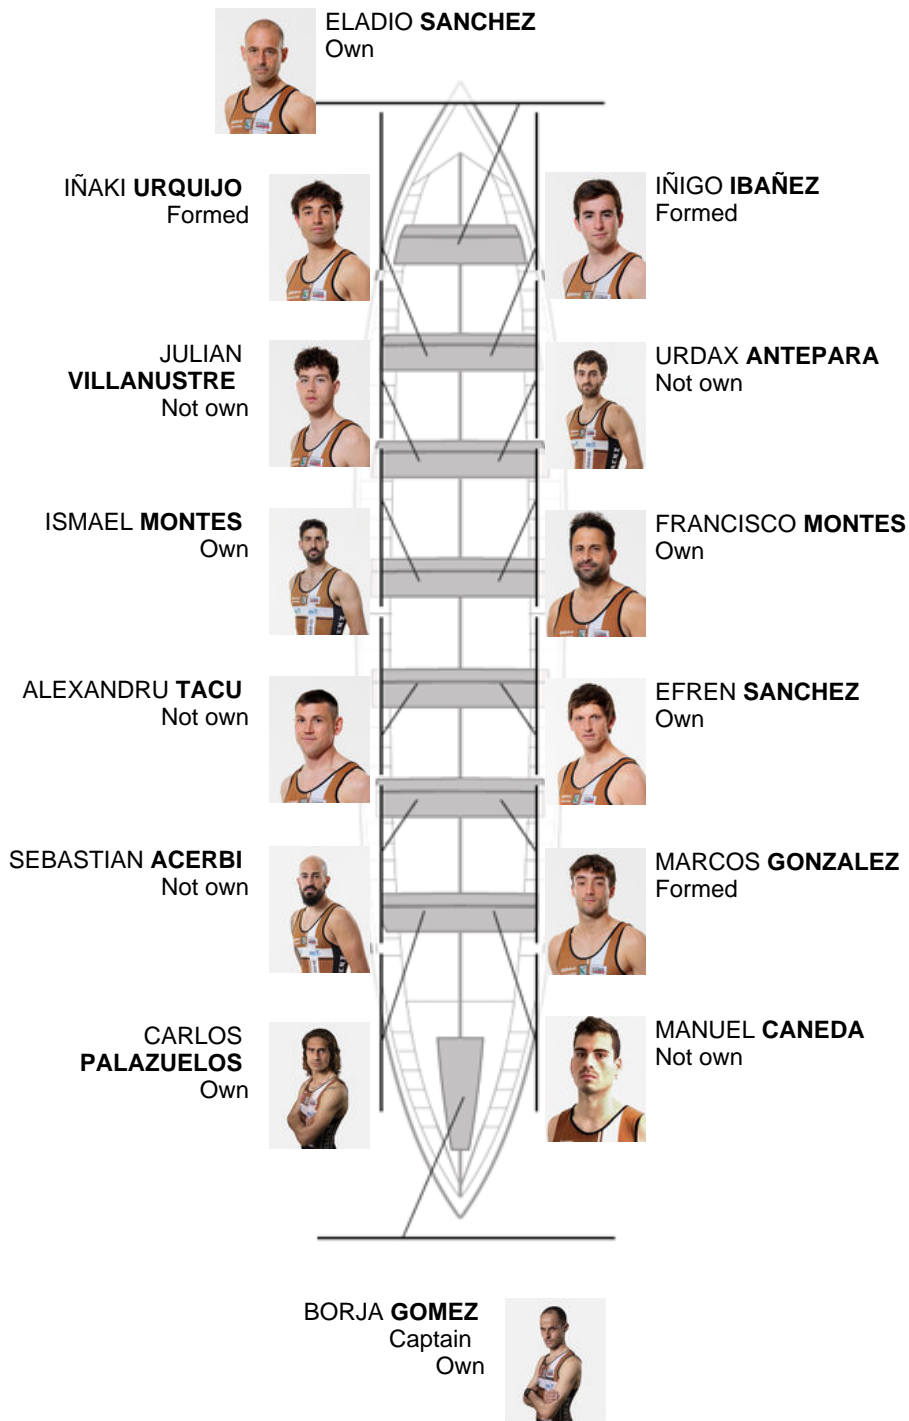 ELADIO SANCHEZ
Own
IÑAKI URQUIJO
Formed
IÑIGO IBAÑEZ
Formed
JULIAN
VILLANUSTRE
Not own
URDAX ANTEPARA
Not own
ISMAEL MONTES
Own
FRANCISCO MONTES
Own
ALEXANDRU TACU
Not own
EFREN SANCHEZ
Own
SEBASTIAN ACERBI
Not own
MARCOS GONZALEZ
Formed
CARLOS
PALAZUELOS
Own
MANUEL CANEDA
Not own
BORJA GOMEZ
Captain
Own